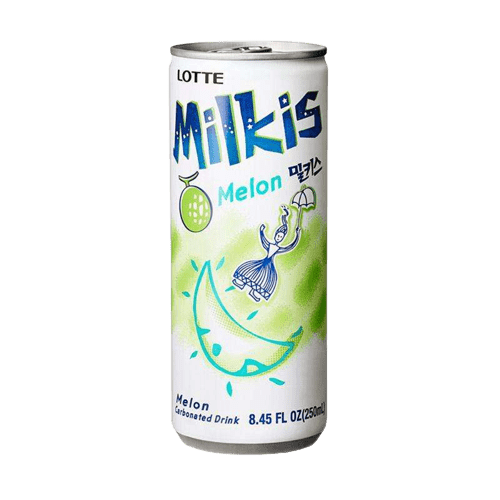 LOTTE
Milkis
Melon 밀키스
Melon
Carbonated Drink 8.45 FL OZ(250mL)